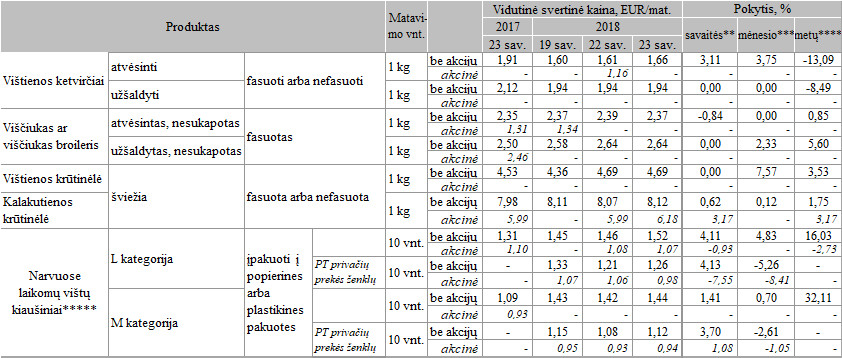 Produktas Matavi- Vidutinė svertinė kaina, EUR/mat. Pokytis, %
mo vnt. 2017 2018 savaitės** mėnesio*** metų****
23 sav. 19 sav. 22 sav. 23 sav.
Vištienos ketvirčiai atvėsinti fasuoti arba nefasuoti 1 kg be akcijų 1,91 1,60 1,61 1,66 3,11 3,75 -13,09
akcinė - - 1,16 - - - -
užšaldyti 1 kg be akcijų 2,12 1,94 1,94 1,94 0,00 0,00 -8,49
akcinė - - - - - - -
Viščiukas ar viščiukas broileris atvėsintas, nesukapotas fasuotas 1 kg be akcijų 2,35 2,37 2,39 2,37 -0,84 0,00 0,85
akcinė 1,31 1,34 - - - - -
užšaldytas, nesukapotas 1 kg be akcijų 2,50 2,58 2,64 2,64 0,00 2,33 5,60
akcinė 2,46 - - - - - -
Vištienos krūtinėlė šviežia fasuota arba nefasuota 1 kg be akcijų 4,53 4,36 4,69 4,69 0,00 7,57 3,53
akcinė - - - - - - -
Kalakutienos krūtinėlė 1 kg be akcijų 7,98 8,11 8,07 8,12 0,62 0,12 1,75
akcinė 5,99 - 5,99 6,18 3,17 - 3,17
Narvuose laikomų vištų kiaušiniai***** L kategorija įpakuoti į popierines arba plastikines pakuotes 10 vnt. be akcijų 1,31 1,45 1,46 1,52 4,11 4,83 16,03
akcinė 1,10 - 1,08 1,07 -0,93 - -2,73
PT privačių prekės ženklų 10 vnt. be akcijų - 1,33 1,21 1,26 4,13 -5,26 -
akcinė - 1,07 1,06 0,98 -7,55 -8,41 -
M kategorija 10 vnt. be akcijų 1,09 1,43 1,42 1,44 1,41 0,70 32,11
akcinė 0,93 - - - - - -
PT privačių prekės ženklų 10 vnt. be akcijų - 1,15 1,08 1,12 3,70 -2,61 -
akcinė - 0,95 0,93 0,94 1,08 -1,05 -